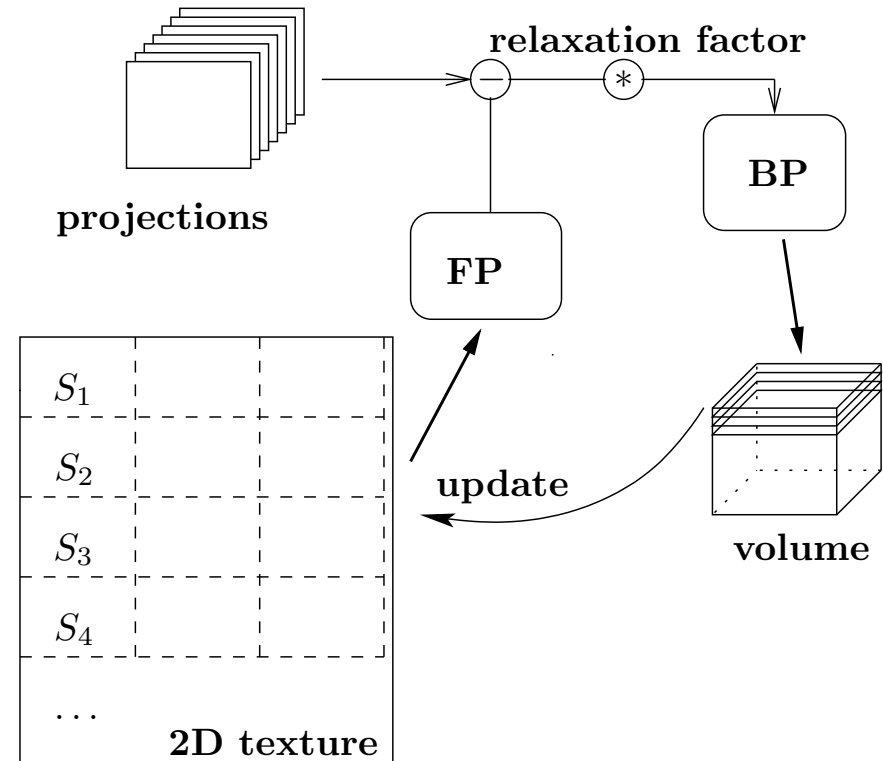 relaxation factor
−
*
BP
projections
FP
S₁
S₂
update
S₃
volume
S₄
...
2D texture